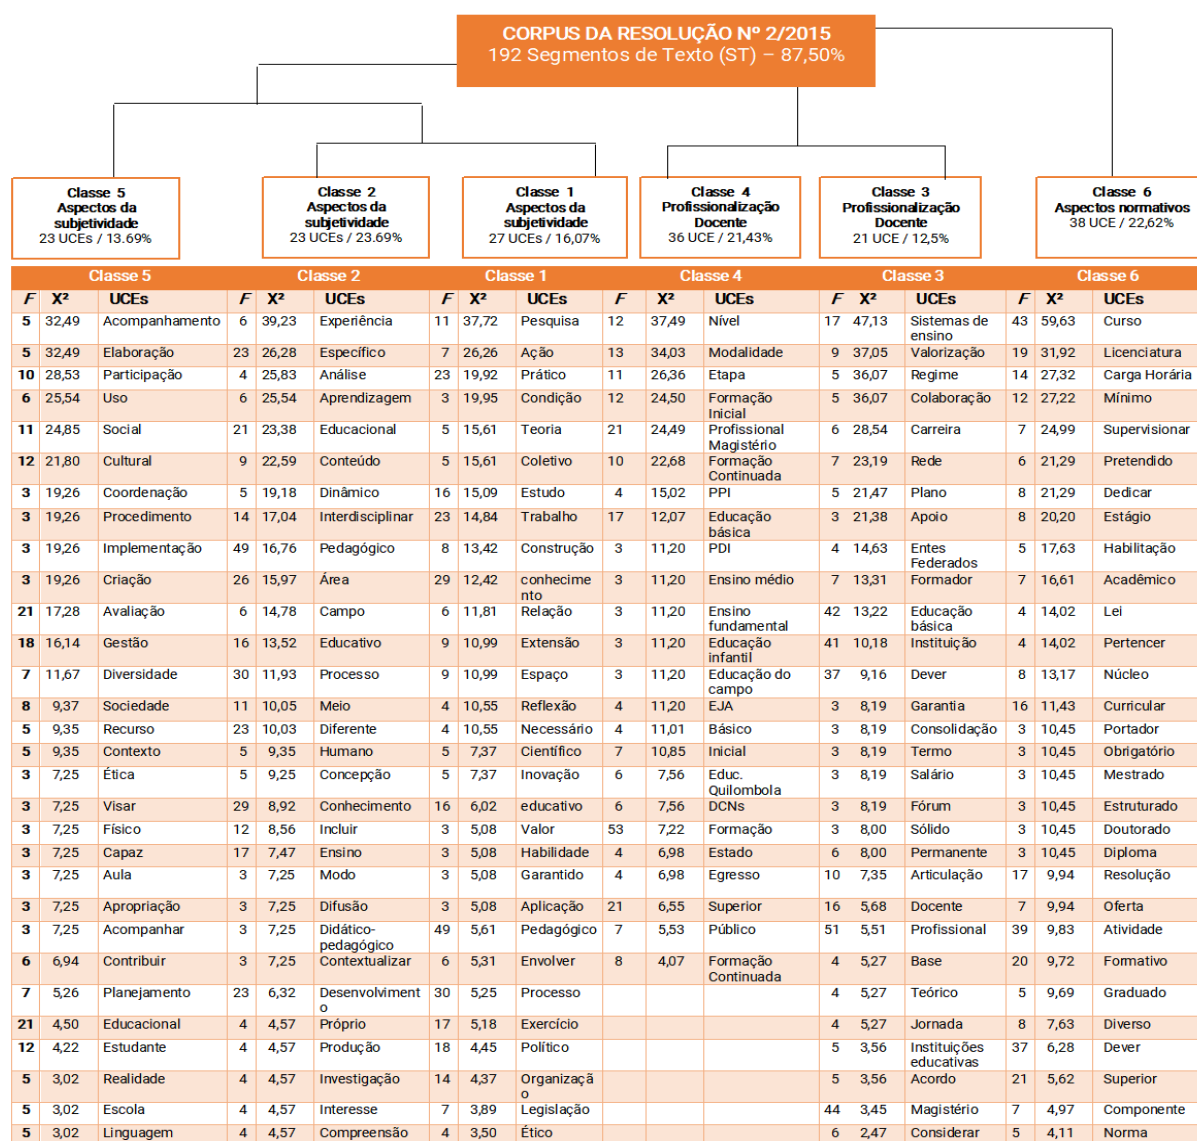 CORPUS DA RESOLUÇÃO Nº 2/2015
192 Segmentos de Texto (ST) – 87,50%
Classe 5
Aspectos da
subjetividade
23 UCEs / 13.69%
Classe 2
Aspectos da
subjetividade
23 UCEs / 23.69%
Classe 1
Aspectos da
subjetividade
27 UCEs / 16,07%
Classe 4
Profissionalização
Docente
36 UCE / 21,43%
Classe 3
Profissionalização
Docente
21 UCE / 12,5%
Classe 6
Aspectos normativos
38 UCE / 22,62%
Classe 5 Classe 2 Classe 1 Classe 4 Classe 3 Classe 6
F X² UCEs F X² UCEs F X² UCEs F X² UCEs F X² UCEs F X² UCEs
5 32,49 Acompanhamento 6 39,23 Experiência 11 37,72 Pesquisa 12 37,49 Nível 17 47,13 Sistemas de 43 59,63 Curso
ensino
5 32,49 Elaboração 23 26,28 Específico 7 26,26 Ação 13 34,03 Modalidade 9 37,05 Valorização 19 31,92 Licenciatura
10 28,53 Participação 4 25,83 Análise 23 19,92 Prático 11 26,36 Etapa 5 36,07 Regime 14 27,32 Carga Horária
6 25,54 Uso 6 25,54 Aprendizagem 3 19,95 Condição 12 24,50 Formação 5 36,07 Colaboração 12 27,22 Mínimo
Inicial
11 24,85 Social 21 23,38 Educacional 5 15,61 Teoria 21 24,49 Profissional 6 28,54 Carreira 7 24,99 Supervisionar
Magistério
12 21,80 Cultural 9 22,59 Conteúdo 5 15,61 Coletivo 10 22,68 Formação 7 23,19 Rede 6 21,29 Pretendido
Continuada
3 19,26 Coordenação 5 19,18 Dinâmico 16 15,09 Estudo 4 15,02 PPI 5 21,47 Plano 8 21,29 Dedicar
3 19,26 Procedimento 14 17,04 Interdisciplinar 23 14,84 Trabalho 17 12,07 Educação 3 21,38 Apoio 8 20,20 Estágio
básica
3 19,26 Implementação 49 16,76 Pedagógico 8 13,42 Construção 3 11,20 PDI 4 14,63 Entes 5 17,63 Habilitação
Federados
3 19,26 Criação 26 15,97 Área 29 12,42 conhecime 3 11,20 Ensino médio 7 13,31 Formador 7 16,61 Acadêmico
nto
21 17,28 Avaliação 6 14,78 Campo 6 11,81 Relação 3 11,20 Ensino 42 13,22 Educação 4 14,02 Lei
fundamental básica
18 16,14 Gestão 16 13,52 Educativo 9 10,99 Extensão 3 11,20 Educação 41 10,18 Instituição 4 14,02 Pertencer
infantil
7 11,67 Diversidade 30 11,93 Processo 9 10,99 Espaço 3 11,20 Educação do 37 9,16 Dever 8 13,17 Núcleo
campo
8 9,37 Sociedade 11 10,05 Meio 4 10,55 Reflexão 4 11,20 EJA 3 8,19 Garantia 16 11,43 Curricular
5 9,35 Recurso 23 10,03 Diferente 4 10,55 Necessário 4 11,01 Básico 3 8,19 Consolidação 3 10,45 Portador
5 9,35 Contexto 5 9,35 Humano 5 7,37 Científico 7 10,85 Inicial 3 8,19 Termo 3 10,45 Obrigatório
3 7,25 Ética 5 9,25 Concepção 5 7,37 Inovação 6 7,56 Educ. 3 8,19 Salário 3 10,45 Mestrado
Quilombola
3 7,25 Visar 29 8,92 Conhecimento 16 6,02 educativo 6 7,56 DCNs 3 8,19 Fórum 3 10,45 Estruturado
3 7,25 Físico 12 8,56 Incluir 3 5,08 Valor 53 7,22 Formação 3 8,00 Sólido 3 10,45 Doutorado
3 7,25 Capaz 17 7,47 Ensino 3 5,08 Habilidade 4 6,98 Estado 6 8,00 Permanente 3 10,45 Diploma
3 7,25 Aula 3 7,25 Modo 3 5,08 Garantido 4 6,98 Egresso 10 7,35 Articulação 17 9,94 Resolução
3 7,25 Apropriação 3 7,25 Difusão 3 5,08 Aplicação 21 6,55 Superior 16 5,68 Docente 7 9,94 Oferta
3 7,25 Acompanhar 3 7,25 Didático- 49 5,61 Pedagógico 7 5,53 Público 51 5,51 Profissional 39 9,83 Atividade
pedagógico
6 6,94 Contribuir 3 7,25 Contextualizar 6 5,31 Envolver 8 4,07 Formação 4 5,27 Base 20 9,72 Formativo
Continuada
7 5,26 Planejamento 23 6,32 Desenvolviment 30 5,25 Processo 4 5,27 Teórico 5 9,69 Graduado
o
21 4,50 Educacional 4 4,57 Próprio 17 5,18 Exercício 4 5,27 Jornada 8 7,63 Diverso
12 4,22 Estudante 4 4,57 Produção 18 4,45 Político 5 3,56 Instituições 37 6,28 Dever
educativas
5 3,02 Realidade 4 4,57 Investigação 14 4,37 Organizaçã 5 3,56 Acordo 21 5,62 Superior
o
5 3,02 Escola 4 4,57 Interesse 7 3,89 Legislação 44 3,45 Magistério 7 4,97 Componente
5 3,02 Linguagem 4 4,57 Compreensão 4 3,50 Ético 6 2,47 Considerar 5 4,11 Norma